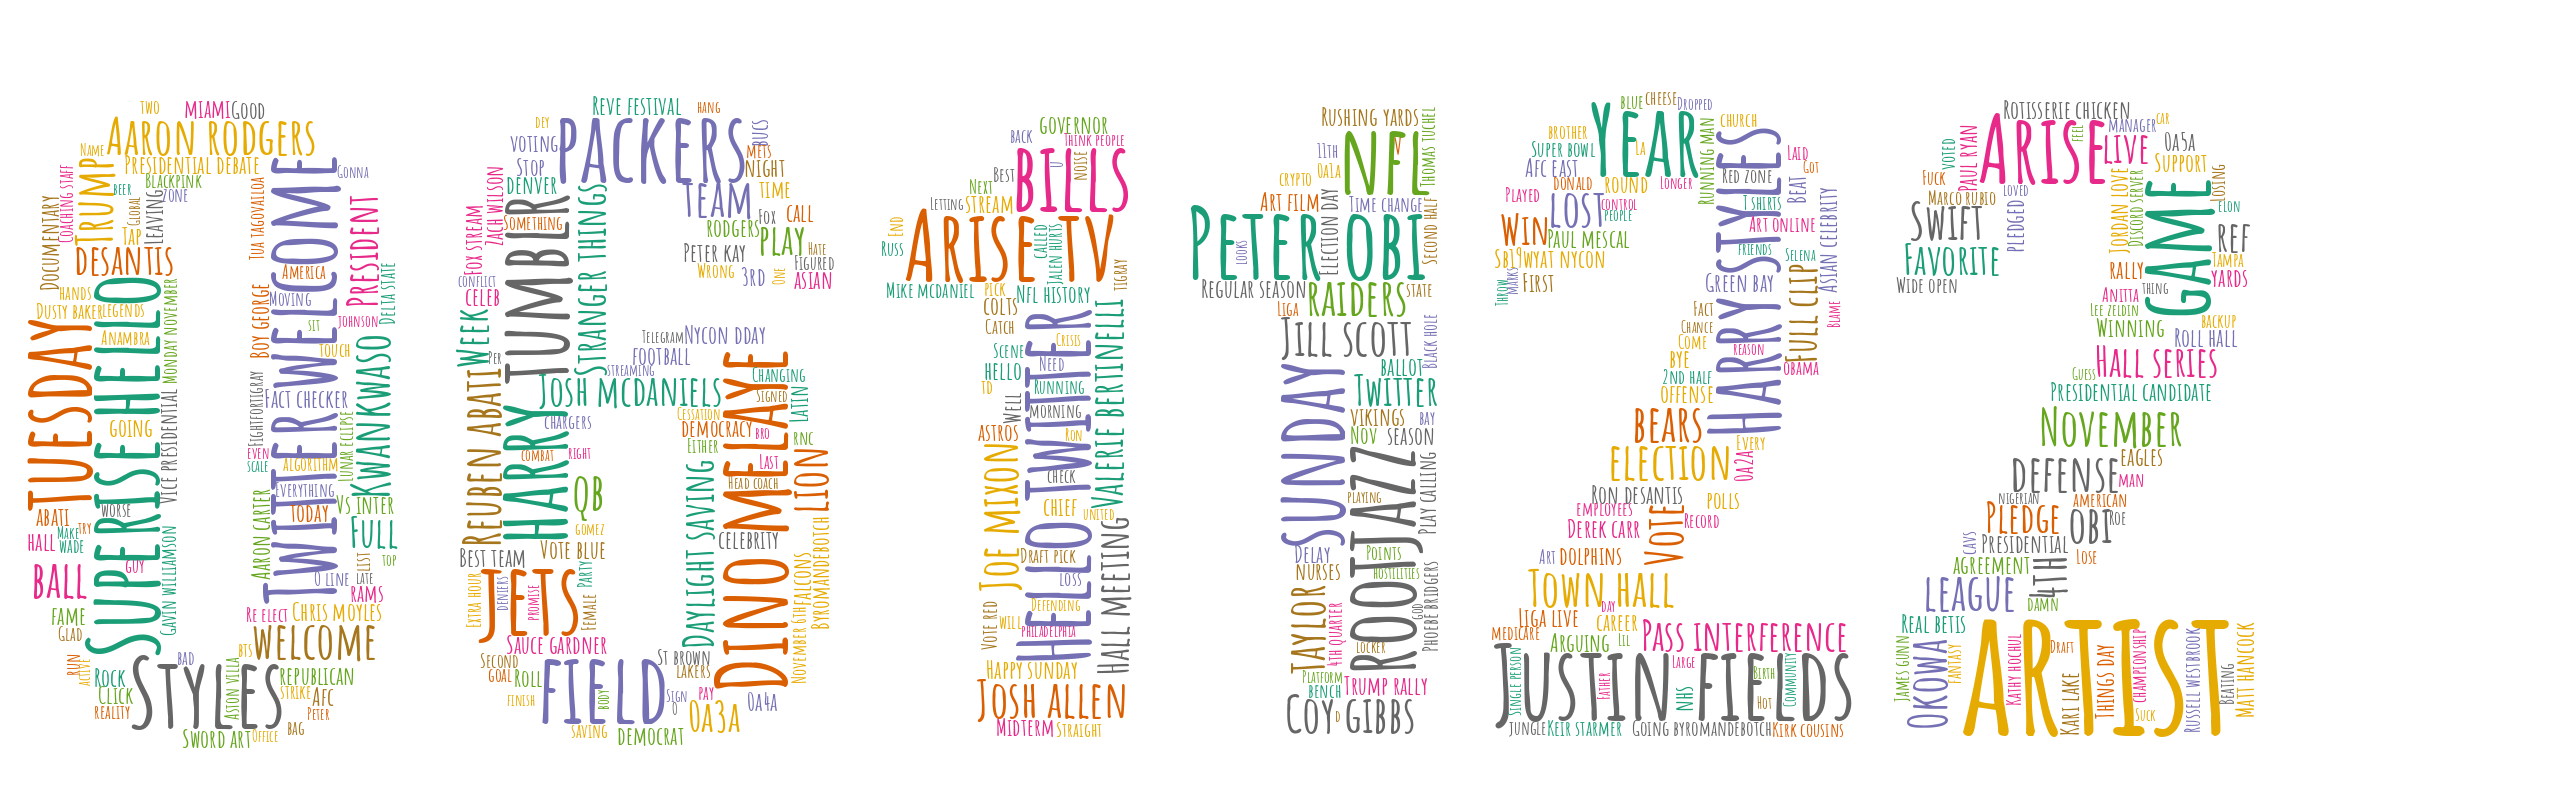 Two
Miami
Good
Aaron Rodgers
Name
Presidential debate
Gonna
Coaching staff
Trump
Blackpink
Beer
Zone
Documentary
Tap
Global
Leaving
Tua Tagovailoa
Twitter welcome
President
Desantis
America
Delta state
Hands
Dusty Baker
Legends
Moving
Sit
Johnson
Anambra
Boy George
Touch
Tuesday
Supertsehello
Monday November
Vice presidential
Fightfortigray
Fact checker
Kwankwaso
Going
Lunar eclipse
Even
Scale
Algorithm
Everything
Aaron Carter
Today
Vs Inter
Worse
Abati
Make
Try
Wade
Hall
Full
Guy
Gavin Williamson
Ball
List
Top
O line
Late
Rams
Fame
Glad
Re elect
Chris Moyles
Welcome
BTS
Bad
Run
Active
Rock
Click
Reality
Styles
Aston Villa
Republican
Strike
AFC
Peter
Bag
Sword art
Office
Reve festival
Hang
Dey
Packers
Bucs
Voting
Stop
Denver
Mets
Night
Time
Team
Zach Wilson
Fox stream
Something
Tumblr
Stranger Things
Rodgers
Fox
Call
Play
Hate
Figured
Peter Kay
Wrong
3rd
One
Asian
Conflict
Celeb
Week
Per
Telegram
Nycon dday
Football
Streaming
Changing
Signed
Josh McDaniels
Latin
Reuben Abati
Harry
Chargers
Cessation
Democracy
Bro
Either
RNC
Combat
Right
Last
Head coach
Dino Melaye
Lion
QB
Gomez
Daylight saving
Celebrity
Best team
Vote blue
Byromandebotch
Falcons
November 6th
Extra hour
Jets
Deniers
Promise
Party
Female
Sauce Gardner
Second
Goal
Roll
Finish
Field
Body
St Brown
Lakers
Sign
O
Pay
Oa3a
Oa4a
Saving
Democrat
Back
Governor
Think people
Bills
U
Noise
Best
Next
Stream
Letting
End
Russ
Arise TV
Called
Jalen Hurts
Tigray
Mike McDaniel
Pick
NFL history
Colts
Catch
Crisis
Scene
Hello
Need
TD
Running
Well
Morning
Hello Twitter
Valerie Bertinelli
Astros
Ron
Joe Mixon
Check
Chief
United
Draft pick
Loss
Hall meeting
Vote red
Defending
Will
Philadelphia
Happy Sunday
Josh Allen
Midterm
Straight
Rushing yards
11th
Oa1a
NFL
V
Thomas Tuchel
Crypto
Art film
Election day
Time change
Second half
Peter Obi
Looks
Regular season
Raiders
State
Liga
Jill Scott
Black hole
Ballot
Twitter
Sunday
Vikings
Bay
Nov
Season
Playing
Rootjazz
Play calling
Delay
Nurses
Points
Hostilities
Taylor
4th quarter
God
Phoebe Bridgers
Locker
Platform
Bench
Trump rally
D
Coy Gibbs
Blue
Cheese
Dropped
Year
Church
Brother
Super Bowl
La
Running man
Laid
Got
AFC East
Donald
Round
Longer
Red zone
Beat
Played
Lost
Control
People
T shirts
Win
Paul Mescal
Art online
Sb19wyat nycon
Friends
Selena
First
Throw
Marks
Green Bay
Asian celebrity
Harry Styles
Full clip
Blame
Fact
Chance
Come
Reason
Bye
Obama
2nd half
Offense
Bears
Every
Election
Oa2a
Ron Desantis
Polls
Employees
Derek Carr
Record
Vote
Art
Dolphins
Town hall
Day
Liga live
Career
Medicare
Arguing
Lil
Pass interference
Large
Justin Fields
Single person
Father
NHS
Birth
Hot
Community
Jungle
Keir Starmer
Going byromandebotch
Kirk Cousins
Rotisserie chicken
Car
Arise
Feel
Manager
Live
Oa5a
Support
Voted
Paul Ryan
Fuck
Loved
Marco Rubio
Jordan Love
Discord server
Losing
Elon
Swift
Pledged
Game
Ref
Favorite
Tampa
Rally
Yards
Wide open
Thing
Anitta
Lee Zeldin
Backup
Winning
Roll hall
Hall series
Guess
Presidential candidate
November
Eagles
Defense
Man
Nigerian
American
Pledge
Obi
Roe
Cavs
Presidential
Lose
Agreement
4th
League
Damn
Real Betis
James Gunn
Okowa
Fantasy
Artist
Kathy Hochul
Draft
Kari Lake
Things day
Championship
Suck
Russell Westbrook
Beating
Matt Hancock